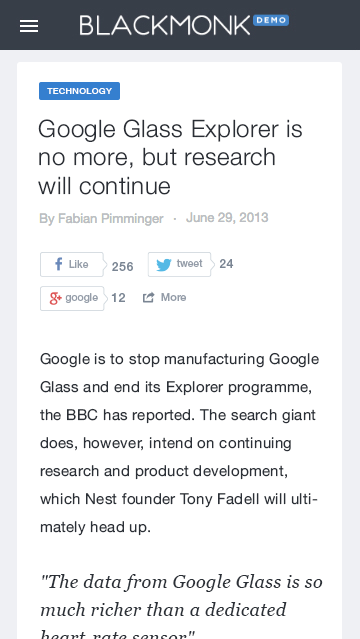 BLACKMONK DEMO
TECHNOLOGY
Google Glass Explorer is
no more, but research
will continue
By Fabian Pimminger · June 29, 2013
Like 256 tweet 24
google 12 More
Google is to stop manufacturing Google
Glass and end its Explorer programme,
the BBC has reported. The search giant
does, however, intend on continuing
research and product development,
which Nest founder Tony Fadell will ulti-
mately head up.
"The data from Google Glass is so
much richer than a dedicated
heart-rate sensor"